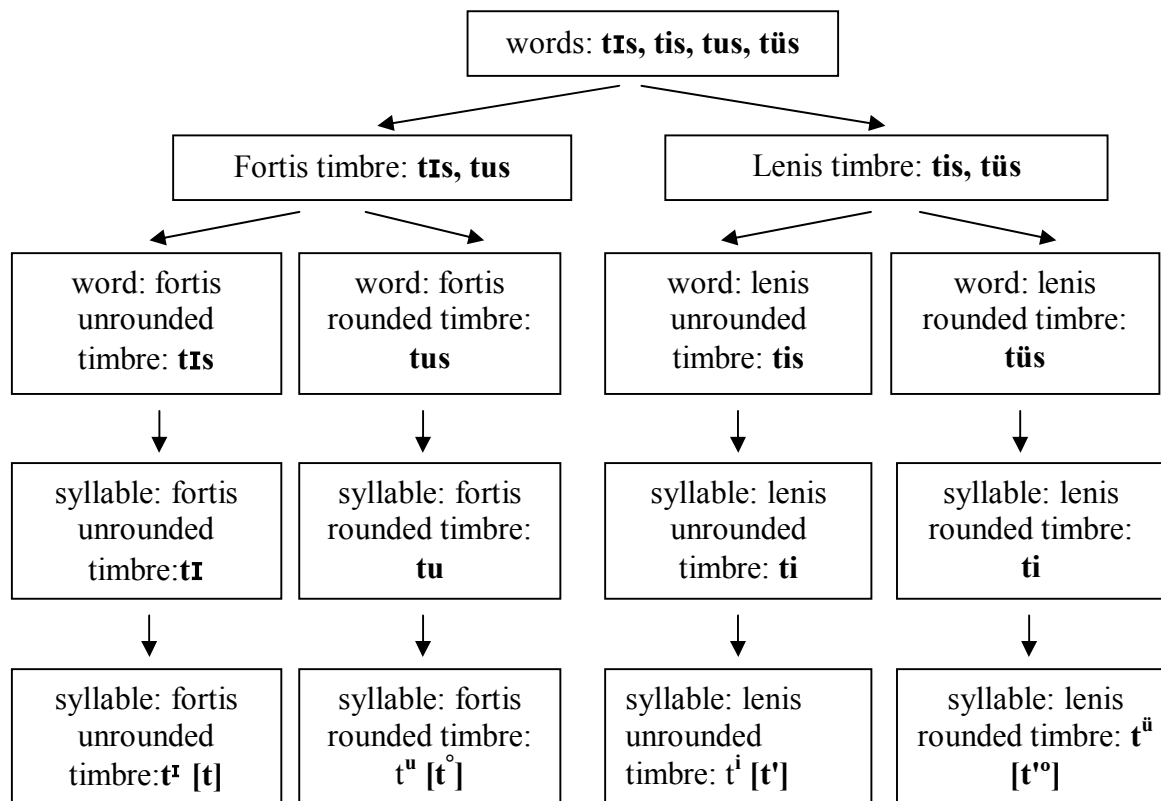 words: tɪs, tis, tus, tüs
Fortis timbre: tɪs, tus
Lenis timbre: tis, tüs
word: fortis
unrounded
timbre: tɪs
word: fortis
rounded timbre:
tus
word: lenis
unrounded
timbre: tis
word: lenis
rounded timbre:
tüs
syllable: fortis
unrounded
timbre:tɪ
syllable: fortis
rounded timbre:
tu
syllable: lenis
unrounded
timbre: ti
syllable: lenis
rounded timbre:
ti
syllable: fortis
unrounded
timbre:tᶦ [t]
syllable: fortis
rounded timbre:
tᵘ [t˚]
syllable: lenis
unrounded
timbre: tⁱ [t']
syllable: lenis
rounded timbre: tᵘ̈
[t'º]